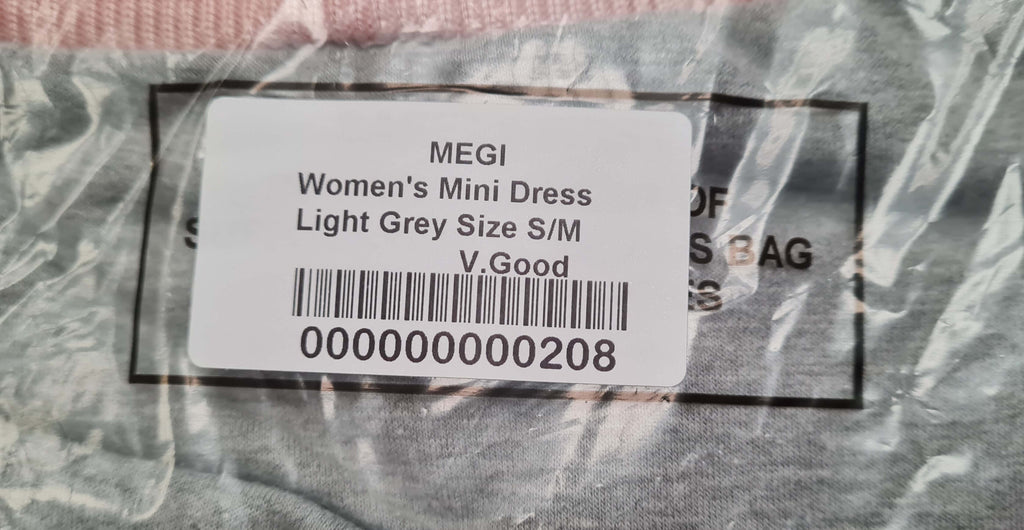 MEGI
Women's Mini Dress
Light Grey Size S/M
V.Good
000000000208
OF
BAG